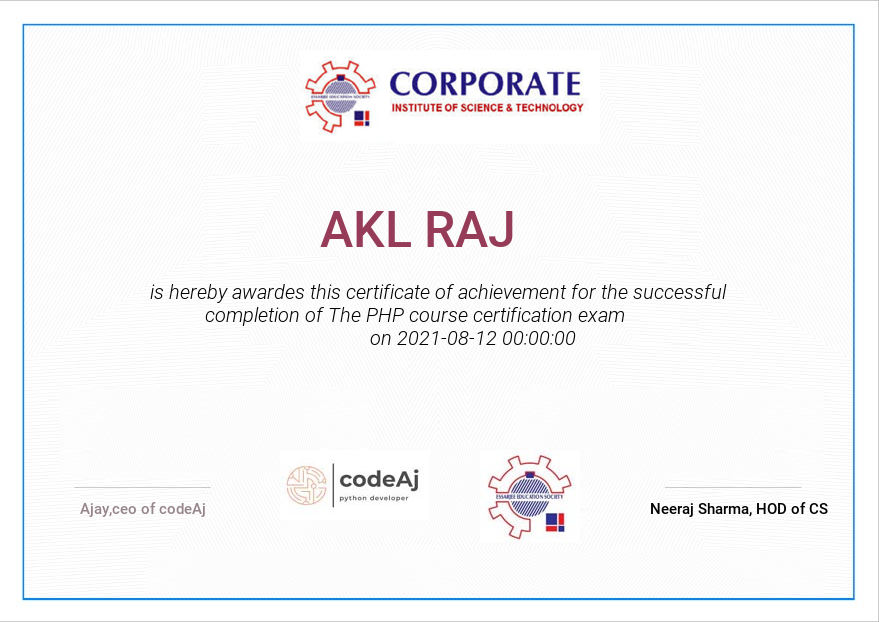 CORPORATE
INSTITUTE OF SCIENCE & TECHNOLOGY
ESSARJEE EDUCATION SOCIETY
AKL RAJ
is hereby awardes this certificate of achievement for the successful
completion of The PHP course certification exam
on 2021-08-12 00:00:00
codeAj
python developer
ESSARJEE EDUCATION SOCIETY
Ajay,ceo of codeAj
Neeraj Sharma, HOD of CS